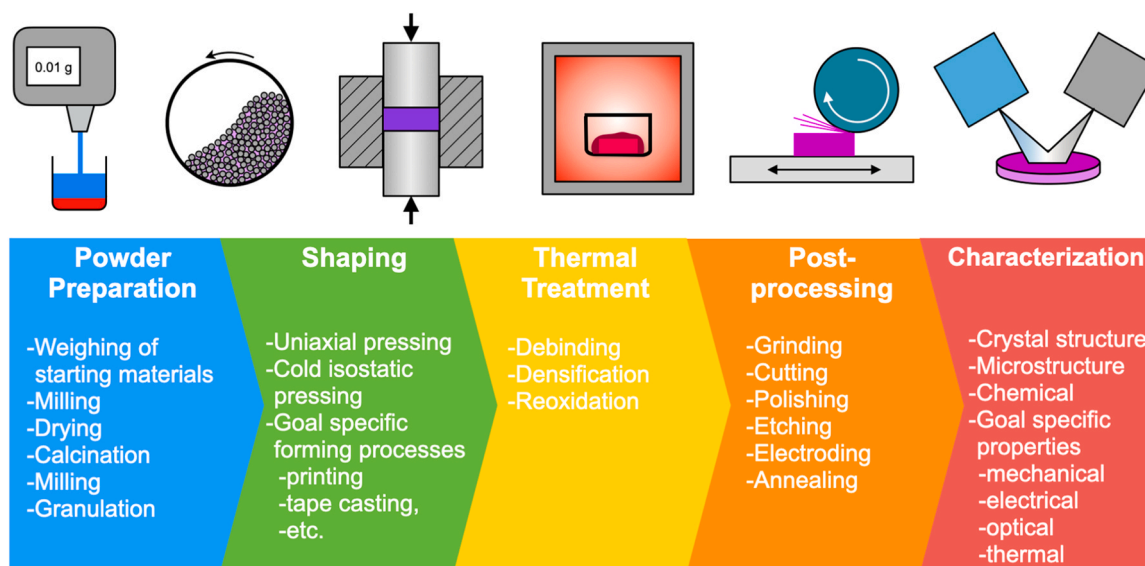 0.01 g
Powder
Preparation
-Weighing of
starting materials
-Milling
-Drying
-Calcination
-Milling
-Granulation
Shaping
-Uniaxial pressing
-Cold isostatic
pressing
-Goal specific
forming processes
-printing
-tape casting,
-etc.
Thermal
Treatment
-Debinding
-Densification
-Reoxidation
Post-
processing
-Grinding
-Cutting
-Polishing
-Etching
-Electroding
-Annealing
Characterization
-Crystal structure
-Microstructure
-Chemical
-Goal specific
properties
-mechanical
-electrical
-optical
-thermal